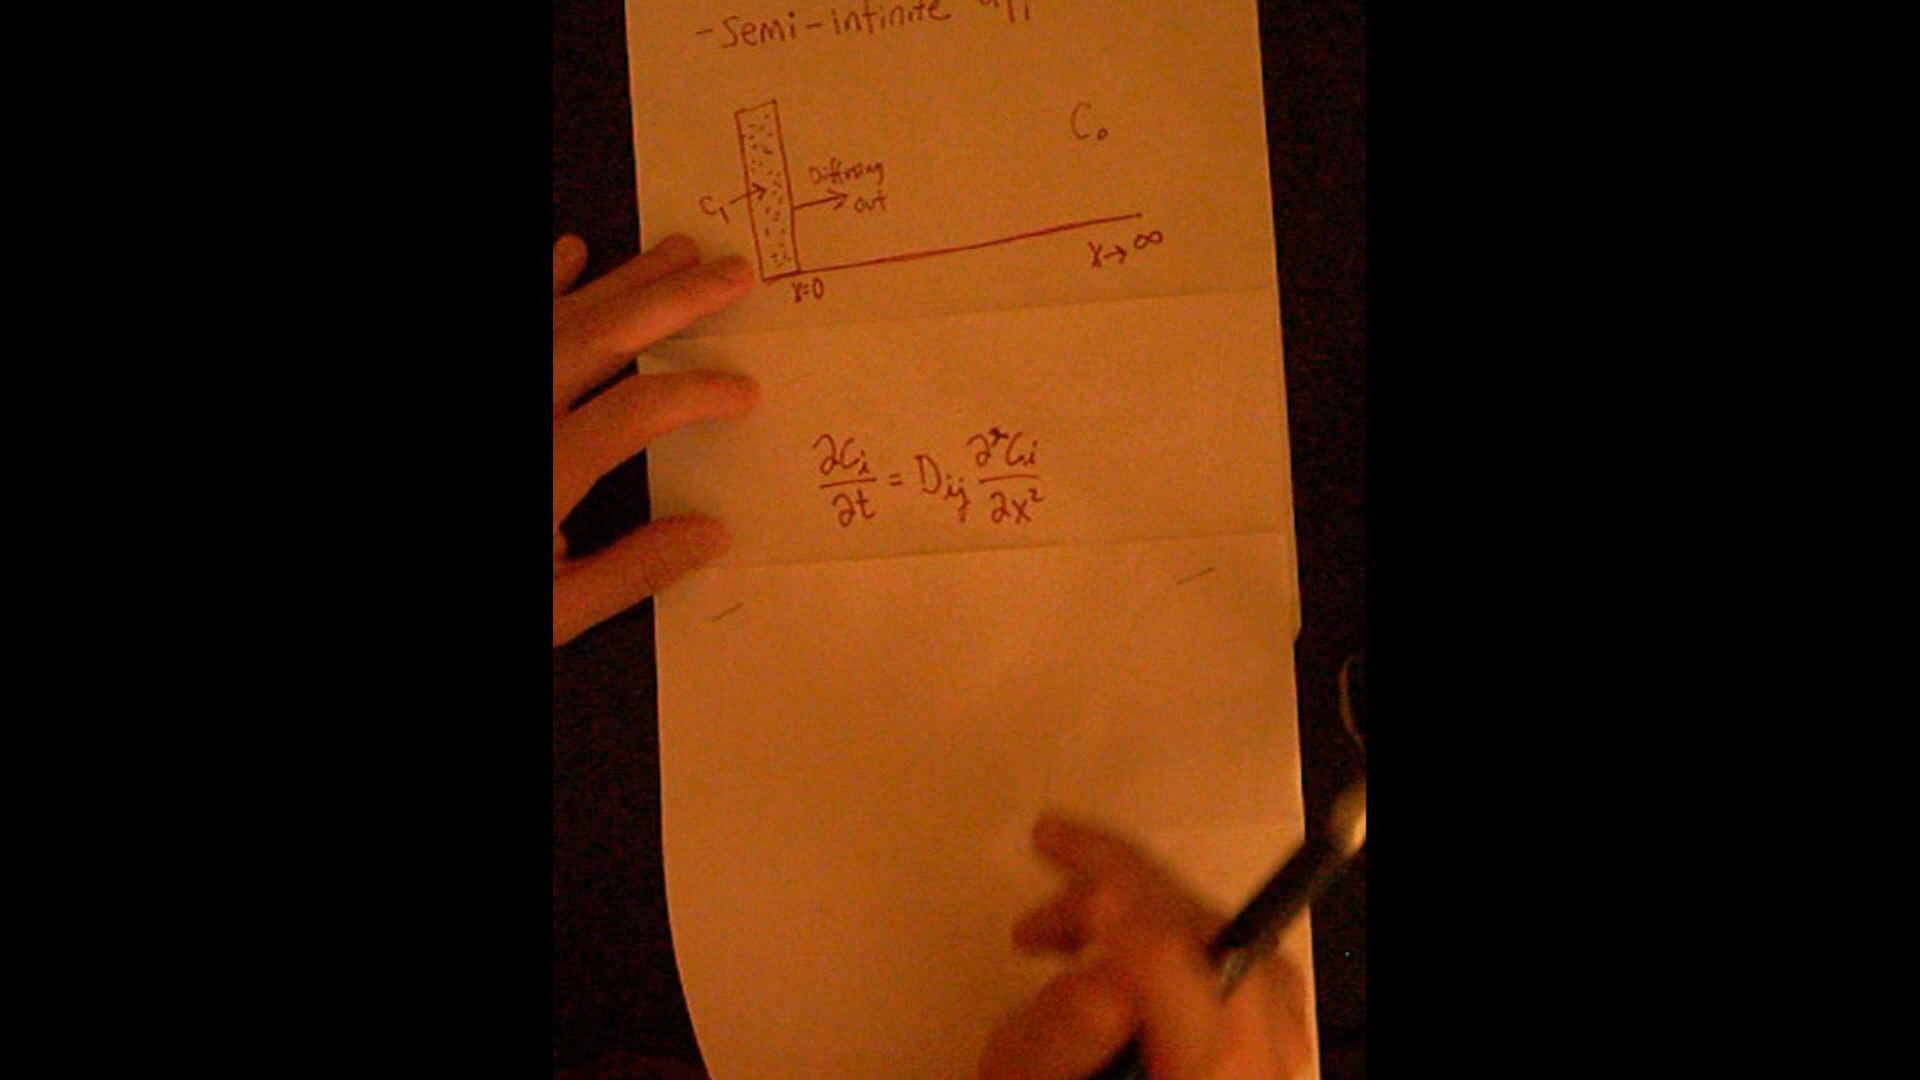 - Semi-infinite
C₀
Diffusing
C₁ out
x→∞
x=0
∂Cᵢ/∂t = Dᵢⱼ ∂²Cᵢ/∂x²